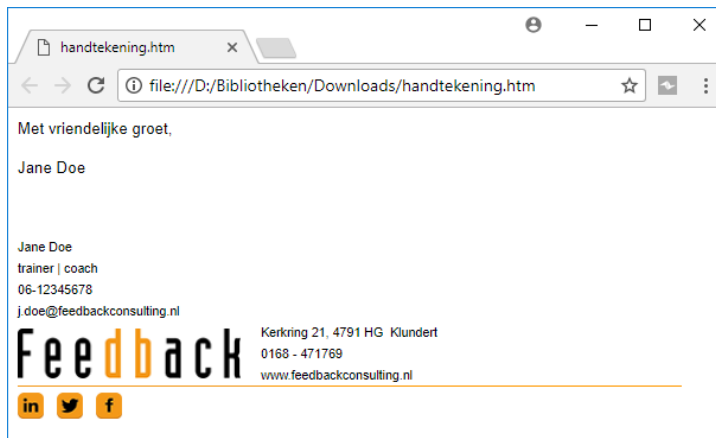 handtekening.htm
file:///D:/Bibliotheken/Downloads/handtekening.htm
Met vriendelijke groet,
Jane Doe
Jane Doe
trainer | coach
06-12345678
j.doe@feedbackconsulting.nl
Feedback
Kerkring 21, 4791 HG  Klundert
0168 - 471769
www.feedbackconsulting.nl
in f